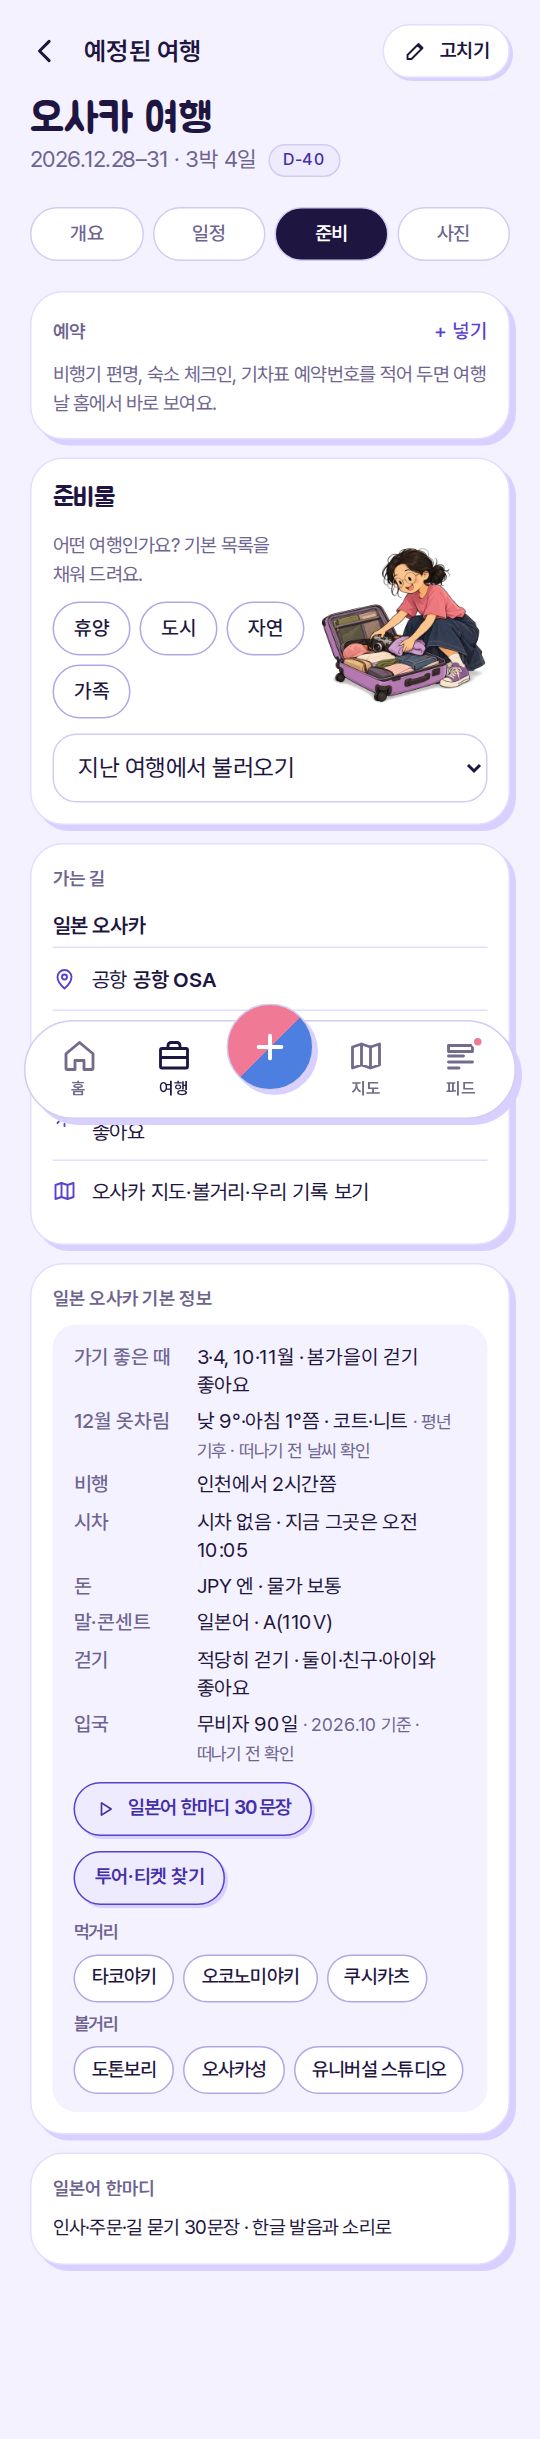 예정된 여행
고치기
오사카 여행
2026.12.28–31 · 3박 4일 D-40
개요 일정 준비 사진
예약 + 넣기
비행기 편명, 숙소 체크인, 기차표 예약번호를 적어 두면 여행
날 홈에서 바로 보여요.
준비물
어떤 여행인가요? 기본 목록을
채워 드려요.
휴양 도시 자연
가족
지난 여행에서 불러오기
가는 길
일본 오사카
공항 공항 OSA
홈 여행 지도 피드
좋아요
오사카 지도·볼거리·우리 기록 보기
일본 오사카 기본 정보
가기 좋은 때 3·4, 10·11월 · 봄가을이 걷기
좋아요
12월 옷차림 낮 9°·아침 1°쯤 · 코트·니트 · 평년
기후 · 떠나기 전 날씨 확인
비행 인천에서 2시간쯤
시차 시차 없음 · 지금 그곳은 오전
10:05
돈 JPY 엔 · 물가 보통
말·콘센트 일본어 · A(110V)
걷기 적당히 걷기 · 둘이·친구·아이와
좋아요
입국 무비자 90일 · 2026.10 기준 ·
떠나기 전 확인
일본어 한마디 30문장
투어·티켓 찾기
먹거리
타코야키 오코노미야키 쿠시카츠
볼거리
도톤보리 오사카성 유니버설 스튜디오
일본어 한마디
인사·주문·길 묻기 30문장 · 한글 발음과 소리로